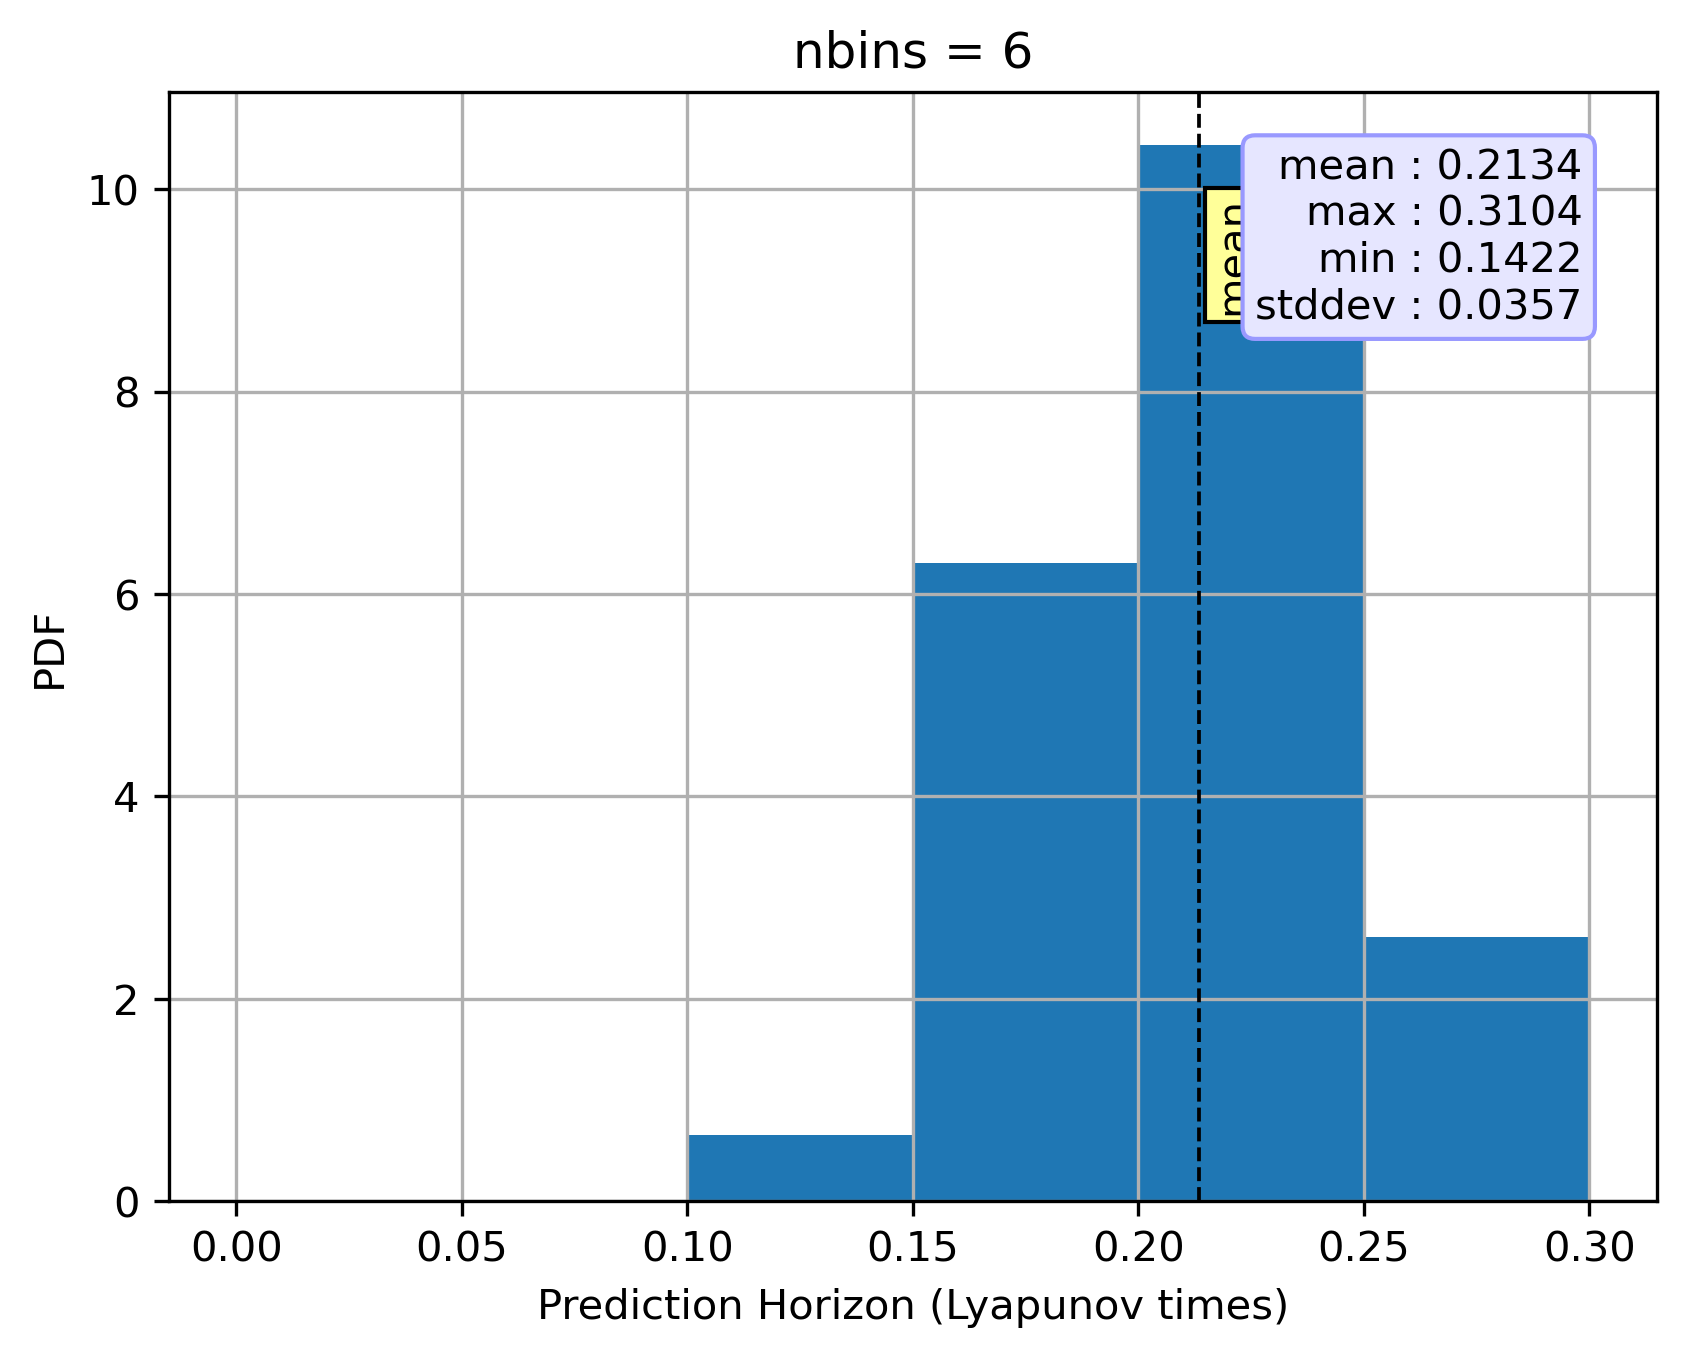 nbins = 6
PDF
10
8
6
4
2
0
mean
mean : 0.2134
max : 0.3104
min : 0.1422
stddev : 0.0357
0.00 0.05 0.10 0.15 0.20 0.25 0.30
Prediction Horizon (Lyapunov times)